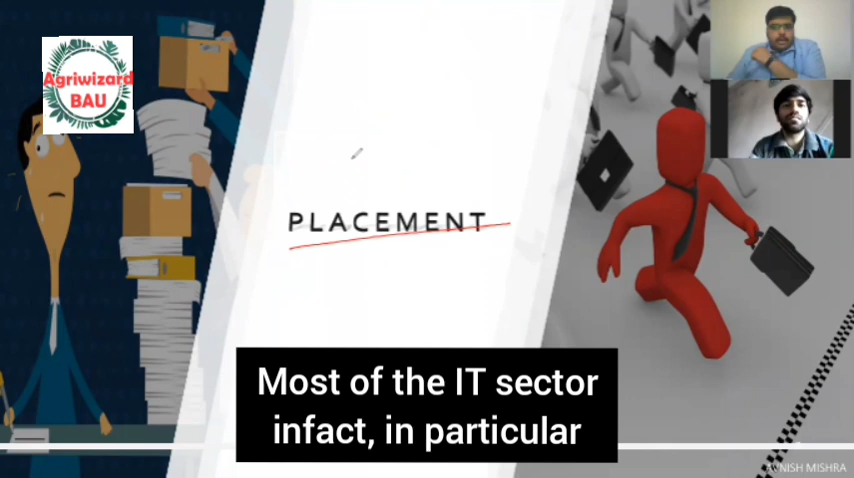 Agriwizard
BAU
PLACEMENT
Most of the IT sector
infact, in particular
AVNISH MISHRA